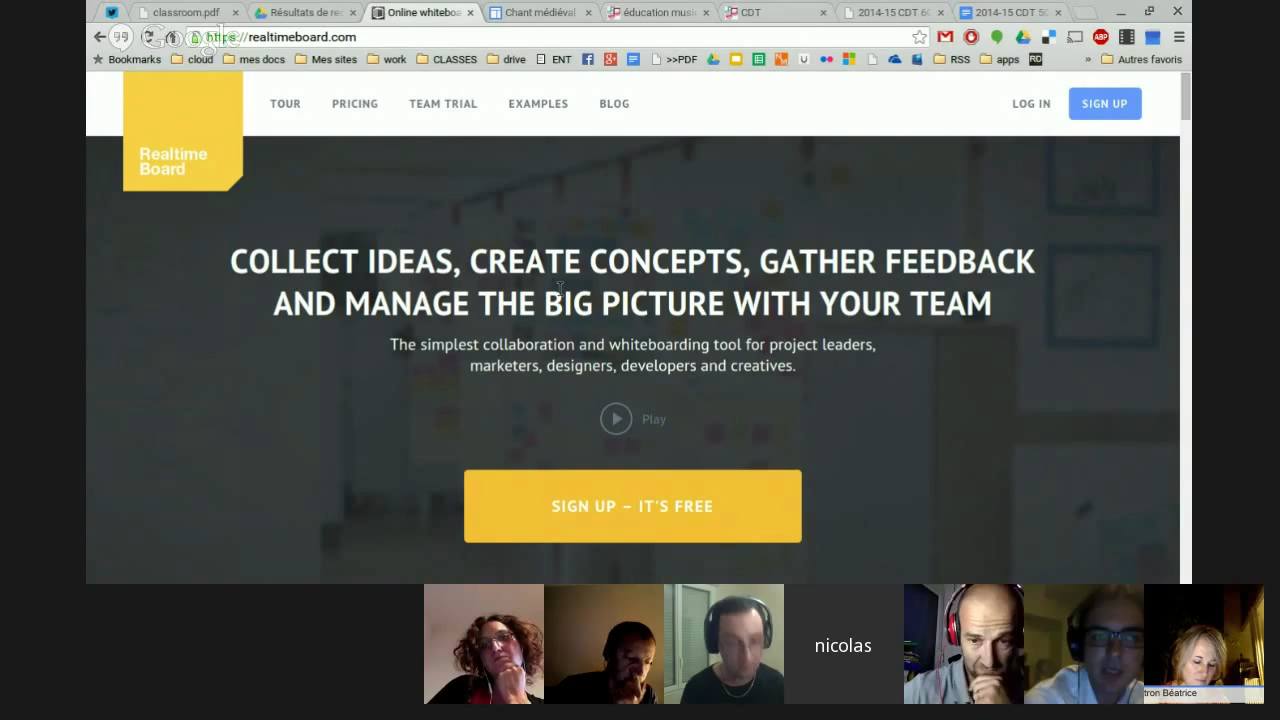 classroom.pdf
Résultats de rec
Online whiteboa
Chant médiéval
éducation musi
CDT
2014-15 CDT 6
2014-15 CDT 5
Google
https://realtimeboard.com
Bookmarks
cloud
mes docs
Mes sites
work
CLASSES
drive
ENT
>>PDF
RSS
apps
RD
»
Autres favoris
Realtime
Board
TOUR
PRICING
TEAM TRIAL
EXAMPLES
BLOG
LOG IN
SIGN UP
COLLECT IDEAS, CREATE CONCEPTS, GATHER FEEDBACK
AND MANAGE THE BIG PICTURE WITH YOUR TEAM
The simplest collaboration and whiteboarding tool for project leaders,
marketers, designers, developers and creatives.
Play
SIGN UP – IT'S FREE
nicolas
tron Béatrice